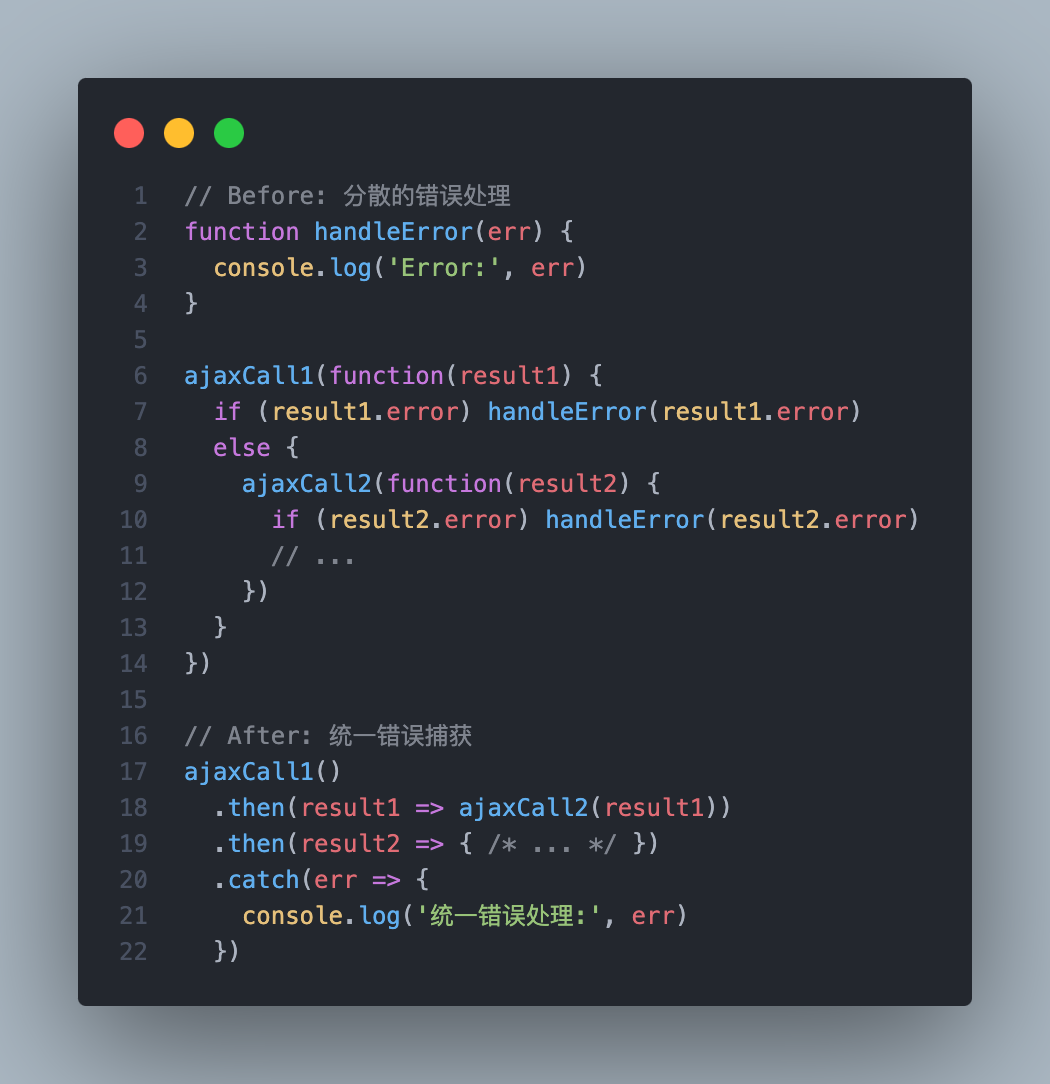 1 // Before: 分散的错误处理
2 function handleError(err) {
3   console.log('Error:', err)
4 }
5
6 ajaxCall1(function(result1) {
7   if (result1.error) handleError(result1.error)
8   else {
9     ajaxCall2(function(result2) {
10       if (result2.error) handleError(result2.error)
11       // ...
12     })
13   }
14 })
15
16 // After: 统一错误捕获
17 ajaxCall1()
18   .then(result1 => ajaxCall2(result1))
19   .then(result2 => { /* ... */ })
20   .catch(err => {
21     console.log('统一错误处理:', err)
22   })